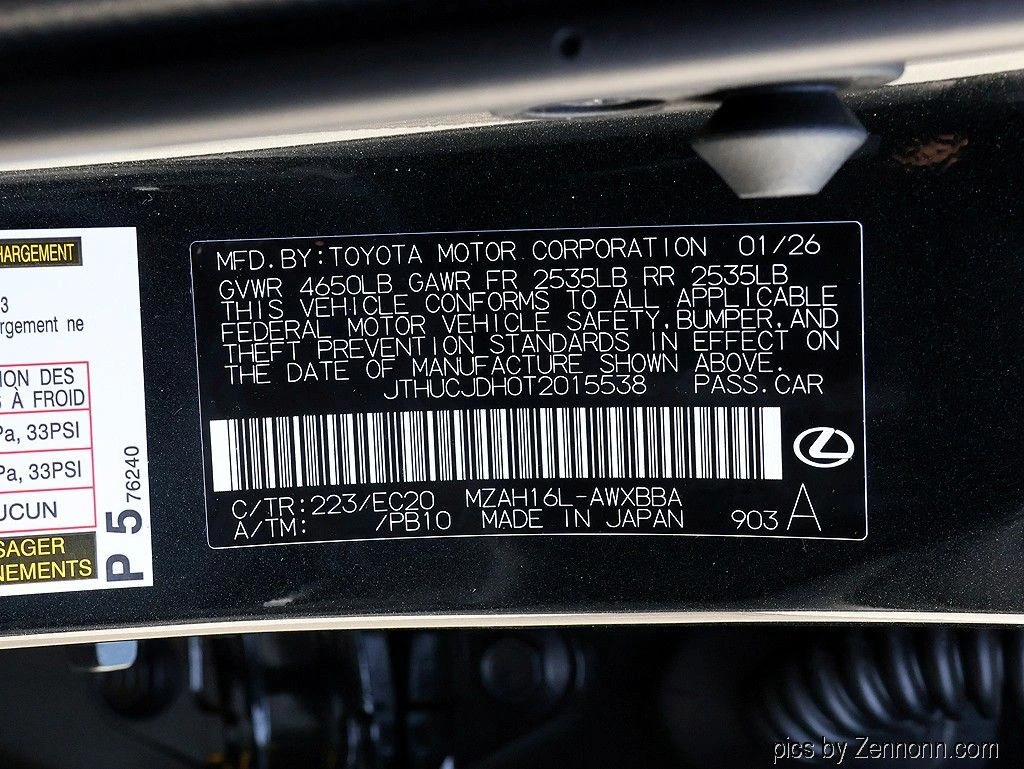 HARGEMENT
3
rgement ne
ION DES
S À FROID
Pa, 33PSI
Pa, 33PSI
UCUN
SAGER
NEMENTS
P 5 76240
MFD.BY:TOYOTA MOTOR CORPORATION 01/26
GVWR 4650LB GAWR FR 2535LB RR 2535LB
THIS VEHICLE CONFORMS TO ALL APPLICABLE
FEDERAL MOTOR VEHICLE SAFETY,BUMPER,AND
THEFT PREVENTION STANDARDS IN EFFECT ON
THE DATE OF MANUFACTURE SHOWN ABOVE.
JTHUCJDH0T2015538 PASS.CAR
C/TR:223/EC20 MZAH16L-AWXBBA
A/TM: /PB10 MADE IN JAPAN 903 A
pics by Zennonn.com